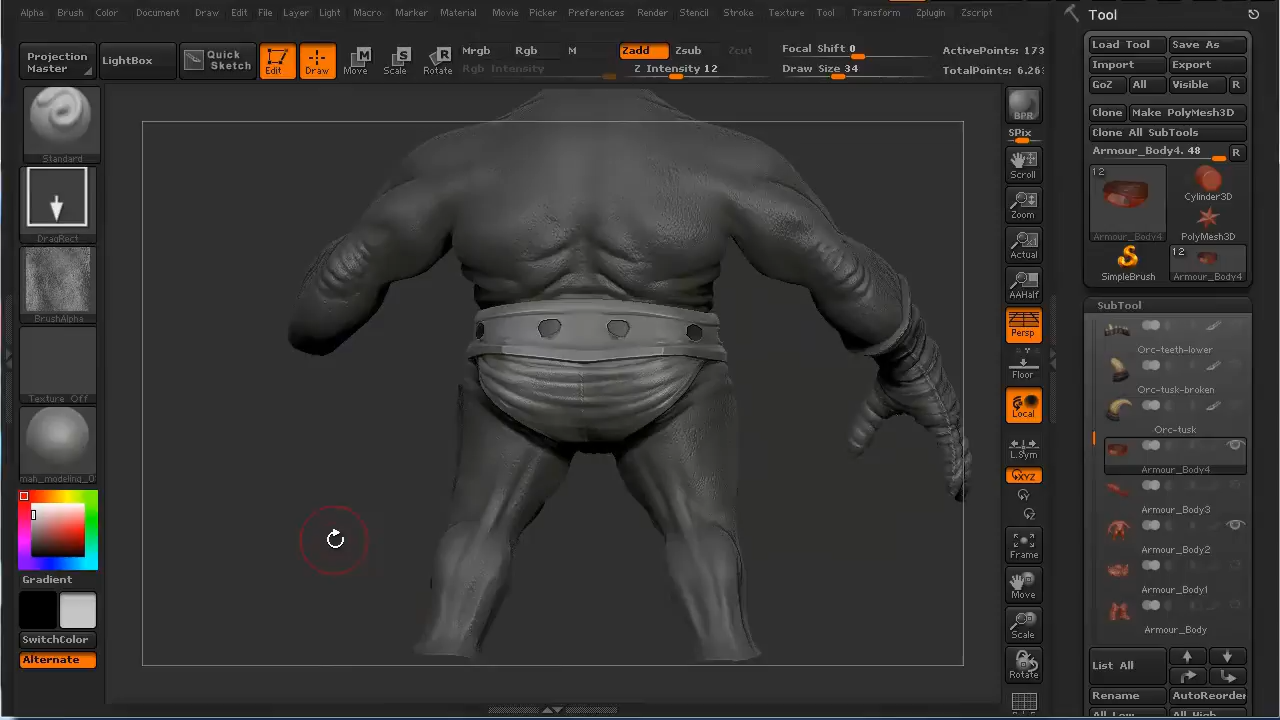 Alpha Brush Color Document Draw Edit File Layer Light Macro Marker Material Movie Picker Preferences Render Stencil Stroke Texture Tool Transform Zplugin Zscript
Tool
Projection Master
LightBox
Quick Sketch
Edit
Draw
Move
Scale
Rotate
Mrgb Rgb M
Rgb Intensity
Zadd Zsub Zcut
Z Intensity 12
Focal Shift 0
Draw Size 34
ActivePoints: 173
Load Tool Save As
Import Export
GoZ All Visible R
Clone Make PolyMesh3D
Clone All SubTools
Armour_Body4. 48 R
12
Armour_Body4
Cylinder3D
PolyMesh3D
SimpleBrush
12
Armour_Body4
SubTool
Orc-teeth-lower
Orc-tusk-broken
Orc-tusk
Armour_Body4
Armour_Body3
Armour_Body2
Armour_Body1
Armour_Body
List All
Rename AutoReorder
All Low All High
Standard
DragRect
BrushAlpha
Texture Off
Gradient
SwitchColor
Alternate
BPR
SPix
Scroll
Zoom
Actual
AAHalf
Persp
Floor
Local
L.Sym
XYZ
Frame
Move
Scale
Rotate